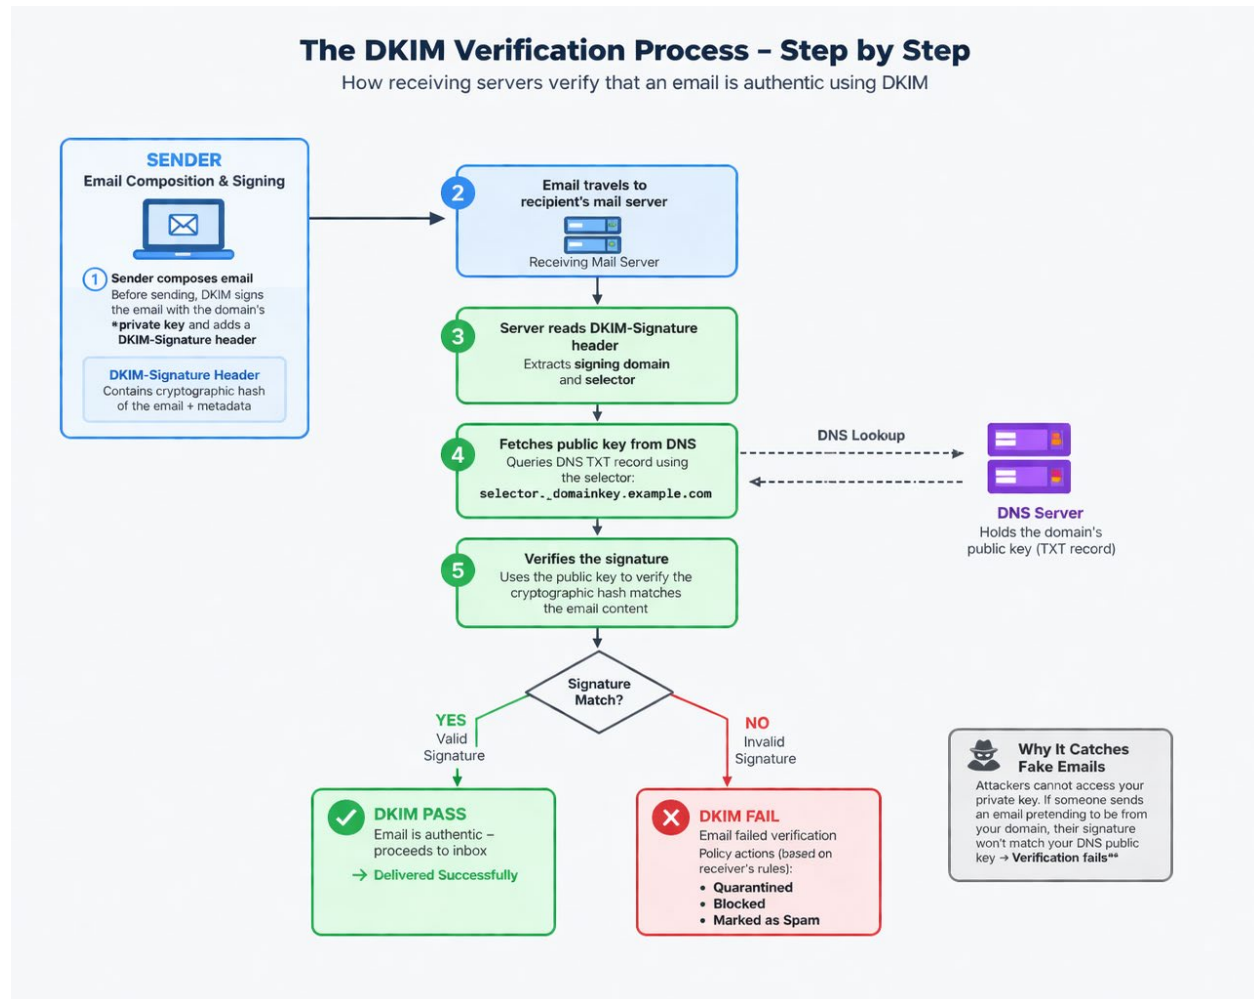 The DKIM Verification Process – Step by Step
How receiving servers verify that an email is authentic using DKIM
SENDER
Email Composition & Signing
1
Sender composes email
Before sending, DKIM signs
the email with the domain's
*private key and adds a
DKIM-Signature header
DKIM-Signature Header
Contains cryptographic hash
of the email + metadata
2
Email travels to
recipient's mail server
Receiving Mail Server
3
Server reads DKIM-Signature
header
Extracts signing domain
and selector
4
Fetches public key from DNS
Queries DNS TXT record using
the selector:
selector._domainkey.example.com
DNS Lookup
DNS Server
Holds the domain's
public key (TXT record)
5
Verifies the signature
Uses the public key to verify the
cryptographic hash matches
the email content
Signature
Match?
YES
Valid
Signature
NO
Invalid
Signature
DKIM PASS
Email is authentic –
proceeds to inbox
→ Delivered Successfully
DKIM FAIL
Email failed verification
Policy actions (based on
receiver's rules):
• Quarantined
• Blocked
• Marked as Spam
Why It Catches
Fake Emails
Attackers cannot access your
private key. If someone sends
an email pretending to be from
your domain, their signature
won't match your DNS public
key → Verification fails**